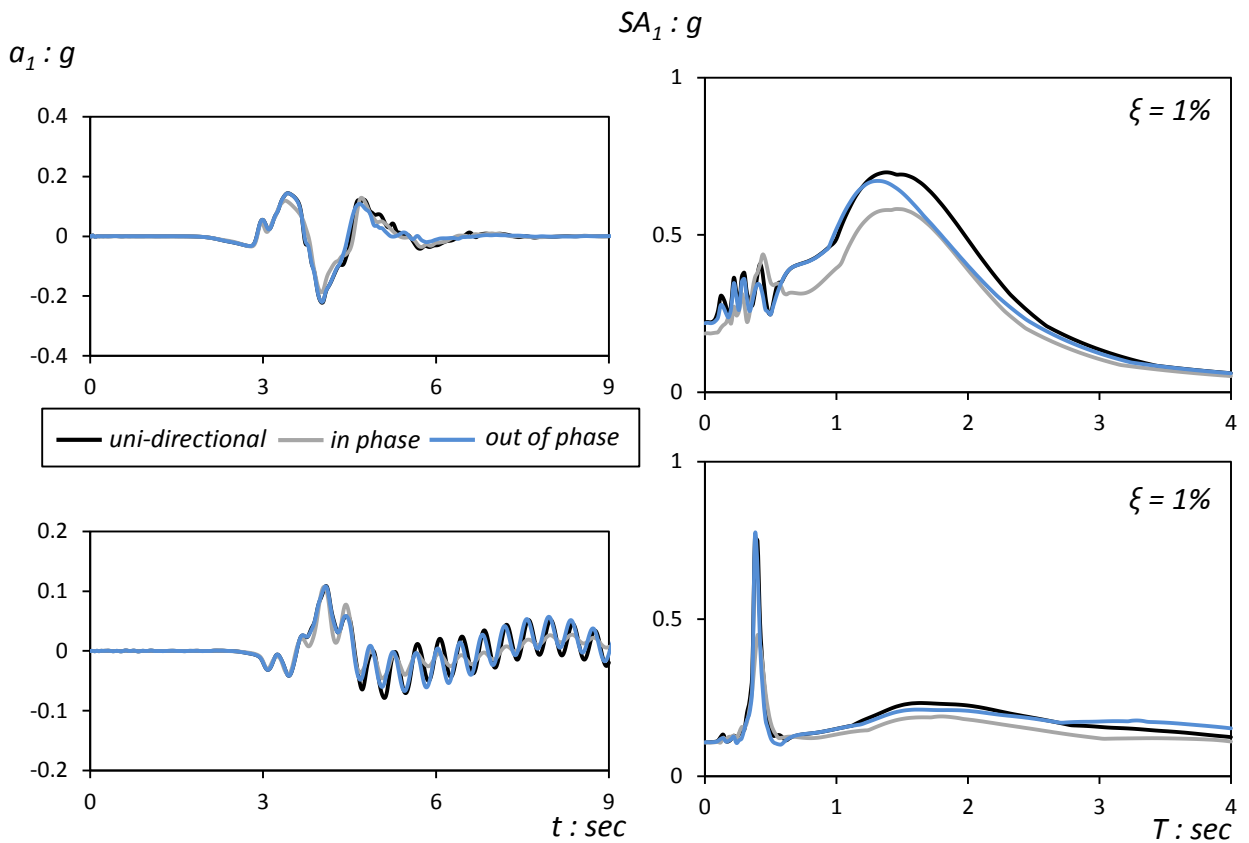 SA1 : g
a1 : g
0.4
0.2
0
-0.2
-0.4
0 3 6 9
1
0.5
0
0 1 2 3 4
ξ = 1%
uni-directional in phase out of phase
0.2
0.1
0
-0.1
-0.2
0 3 6 9
t : sec
1
0.5
0
0 1 2 3 4
ξ = 1%
T : sec